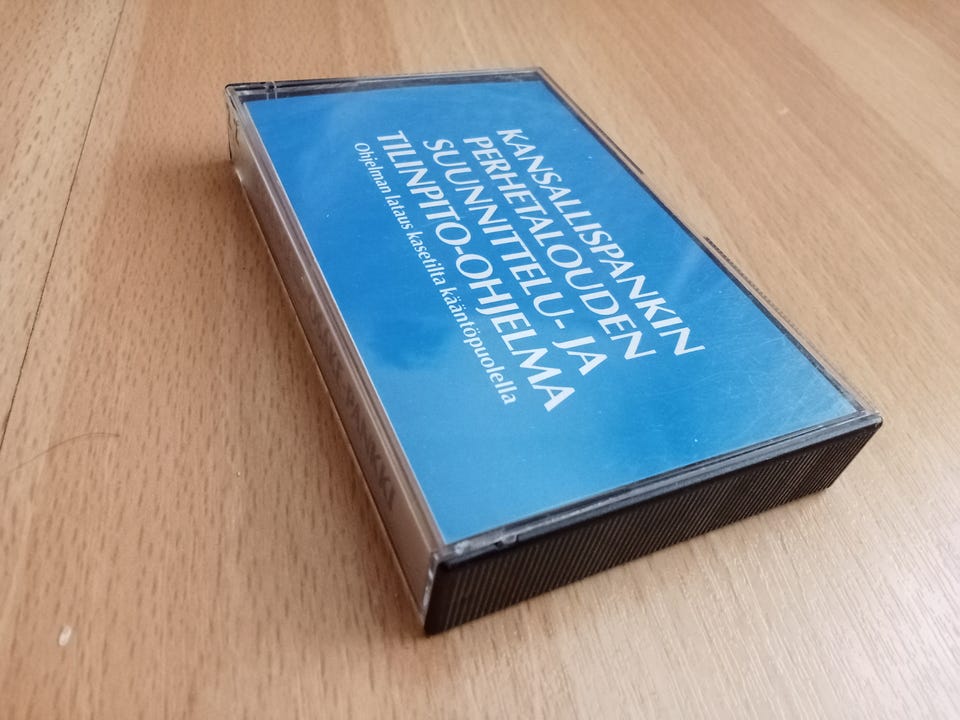 KANSALLISPANKIN
PERHETALOUDEN
SUUNNITTELU- JA
TILINPITO-OHJELMA
Ohjelman lataus kasetilta kääntöpuolella